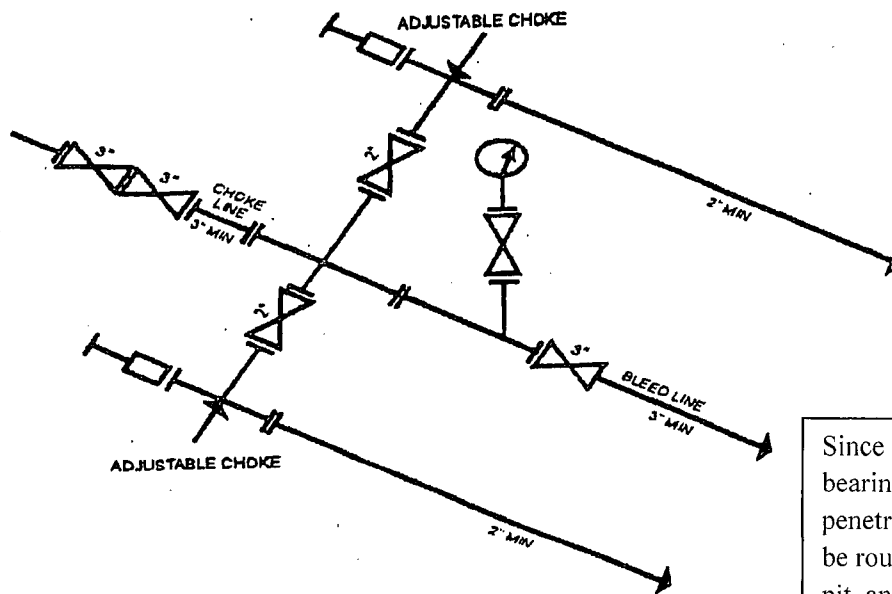 ADJUSTABLE CHOKE
3"
3"
2"
CHOKE
LINE
3" MIN
2" MIN
2"
3"
BLEED LINE
3" MIN
ADJUSTABLE CHOKE
2" MIN
Since
bearin
penetr
be rou
pit an